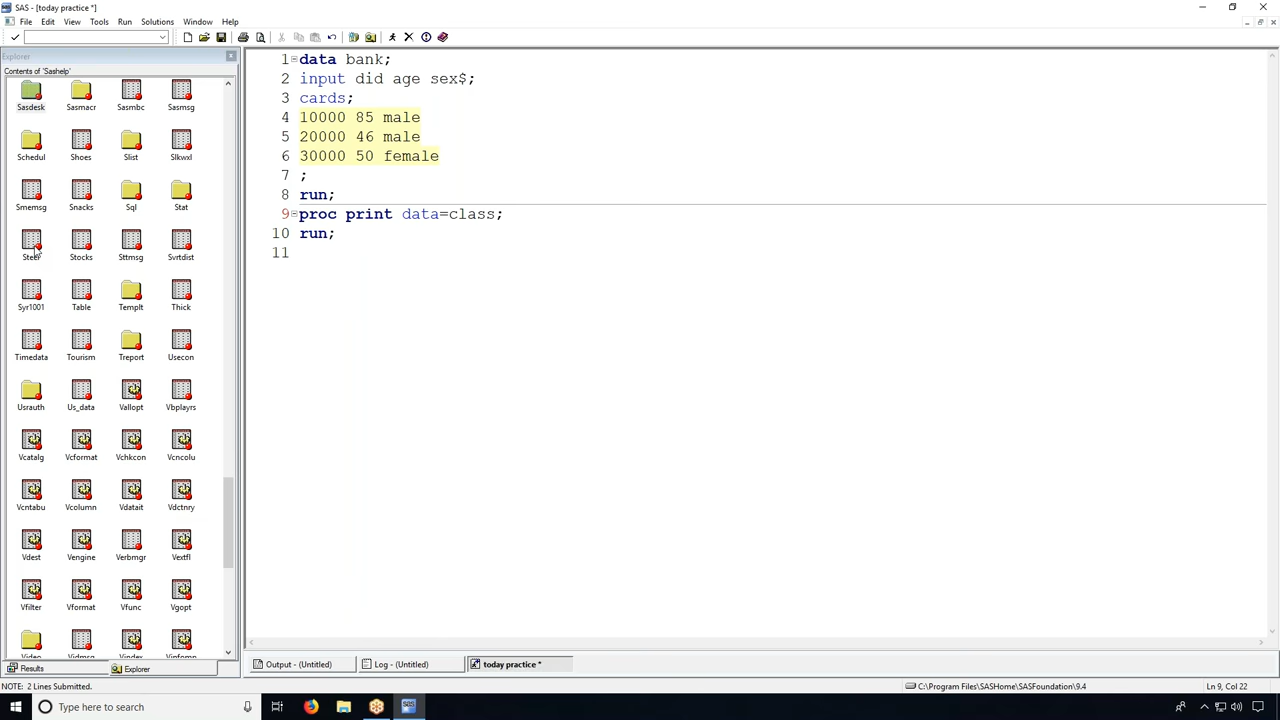 SAS - [today practice *]
File Edit View Tools Run Solutions Window Help
Explorer
Contents of 'Sashelp'
Sasdesk Sasmacr Sasmbc Sasmsg
Schedul Shoes Slist Slkwxl
Smemsg Snacks Sql Stat
Steel Stocks Sttmsg Svrtdist
Syr1001 Table Templt Thick
Timedata Tourism Treport Usecon
Usrauth Us_data Vallopt Vbplayrs
Vcatalg Vcformat Vchkcon Vcncolu
Vcntabu Vcolumn Vdatait Vdctnry
Vdest Vengine Verbmgr Vextfl
Vfilter Vformat Vfunc Vgopt
Video Vidmsg Vindex Vinfomp
Results Explorer
1 data bank;
2 input did age sex$;
3 cards;
4 10000 85 male
5 20000 46 male
6 30000 50 female
7 ;
8 run;
9 proc print data=class;
10 run;
11
Output - (Untitled) Log - (Untitled) today practice *
NOTE: 2 Lines Submitted.
C:\Program Files\SASHome\SASFoundation\9.4
Ln 9, Col 22
Type here to search